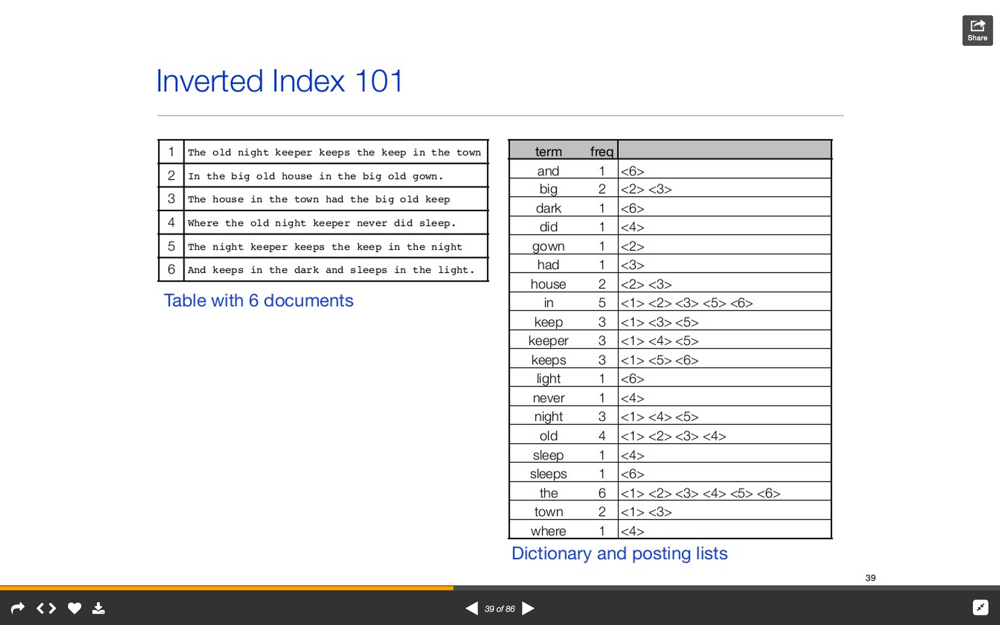 Share
Inverted Index 101
1 The old night keeper keeps the keep in the town
2 In the big old house in the big old gown.
3 The house in the town had the big old keep
4 Where the old night keeper never did sleep.
5 The night keeper keeps the keep in the night
6 And keeps in the dark and sleeps in the light.
Table with 6 documents
term freq
and 1 <6>
big 2 <2> <3>
dark 1 <6>
did 1 <4>
gown 1 <2>
had 1 <3>
house 2 <2> <3>
in 5 <1> <2> <3> <5> <6>
keep 3 <1> <3> <5>
keeper 3 <1> <4> <5>
keeps 3 <1> <5> <6>
light 1 <6>
never 1 <4>
night 3 <1> <4> <5>
old 4 <1> <2> <3> <4>
sleep 1 <4>
sleeps 1 <6>
the 6 <1> <2> <3> <4> <5> <6>
town 2 <1> <3>
where 1 <4>
Dictionary and posting lists
39
39 of 86